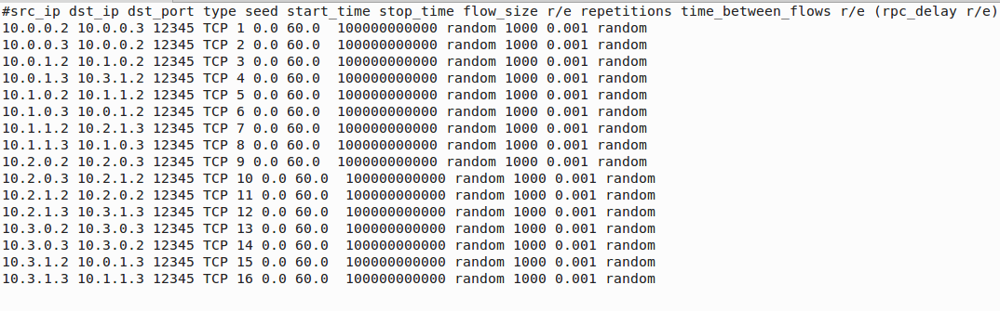 #src_ip dst_ip dst_port type seed start_time stop_time flow_size r/e repetitions time_between_flows r/e (rpc_delay r/e)
10.0.0.2 10.0.0.3 12345 TCP 1 0.0 60.0  100000000000 random 1000 0.001 random
10.0.0.3 10.0.0.2 12345 TCP 2 0.0 60.0  100000000000 random 1000 0.001 random
10.0.1.2 10.1.0.2 12345 TCP 3 0.0 60.0  100000000000 random 1000 0.001 random
10.0.1.3 10.3.1.2 12345 TCP 4 0.0 60.0  100000000000 random 1000 0.001 random
10.1.0.2 10.1.1.2 12345 TCP 5 0.0 60.0  100000000000 random 1000 0.001 random
10.1.0.3 10.0.1.2 12345 TCP 6 0.0 60.0  100000000000 random 1000 0.001 random
10.1.1.2 10.2.1.3 12345 TCP 7 0.0 60.0  100000000000 random 1000 0.001 random
10.1.1.3 10.1.0.3 12345 TCP 8 0.0 60.0  100000000000 random 1000 0.001 random
10.2.0.2 10.2.0.3 12345 TCP 9 0.0 60.0  100000000000 random 1000 0.001 random
10.2.0.3 10.2.1.2 12345 TCP 10 0.0 60.0  100000000000 random 1000 0.001 random
10.2.1.2 10.2.0.2 12345 TCP 11 0.0 60.0  100000000000 random 1000 0.001 random
10.2.1.3 10.3.1.3 12345 TCP 12 0.0 60.0  100000000000 random 1000 0.001 random
10.3.0.2 10.3.0.3 12345 TCP 13 0.0 60.0  100000000000 random 1000 0.001 random
10.3.0.3 10.3.0.2 12345 TCP 14 0.0 60.0  100000000000 random 1000 0.001 random
10.3.1.2 10.0.1.3 12345 TCP 15 0.0 60.0  100000000000 random 1000 0.001 random
10.3.1.3 10.1.1.3 12345 TCP 16 0.0 60.0  100000000000 random 1000 0.001 random